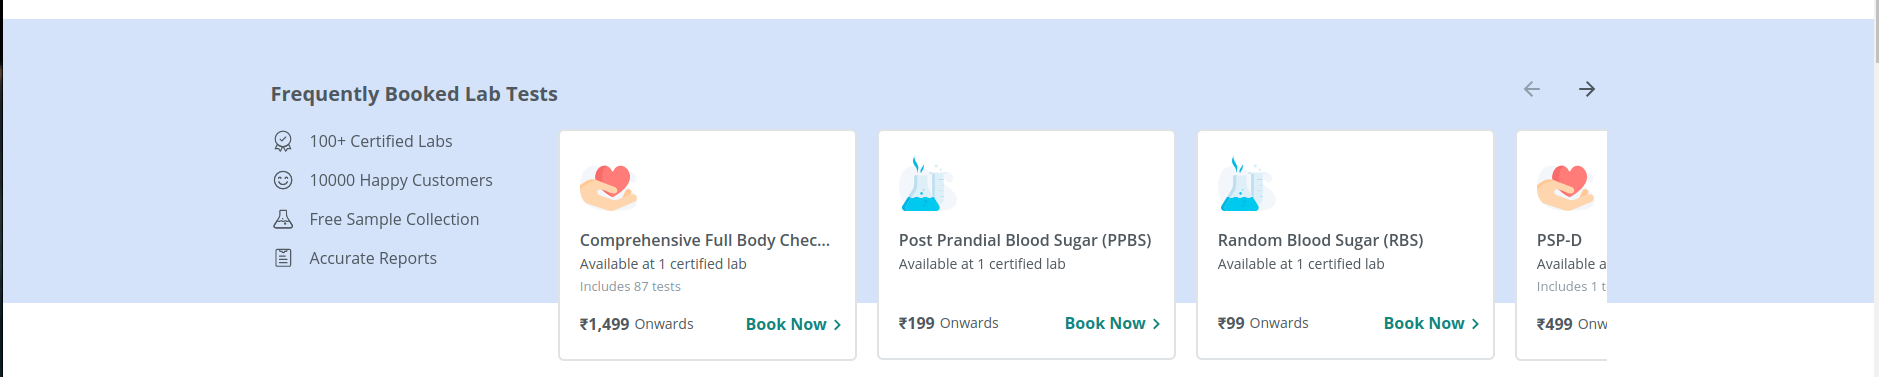 Frequently Booked Lab Tests
100+ Certified Labs
10000 Happy Customers
Free Sample Collection
Accurate Reports
Comprehensive Full Body Chec...
Available at 1 certified lab
Includes 87 tests
₹1,499 Onwards
Book Now
Post Prandial Blood Sugar (PPBS)
Available at 1 certified lab
₹199 Onwards
Book Now
Random Blood Sugar (RBS)
Available at 1 certified lab
₹99 Onwards
Book Now
PSP-D
Available a
Includes 1 t
₹499 Onw